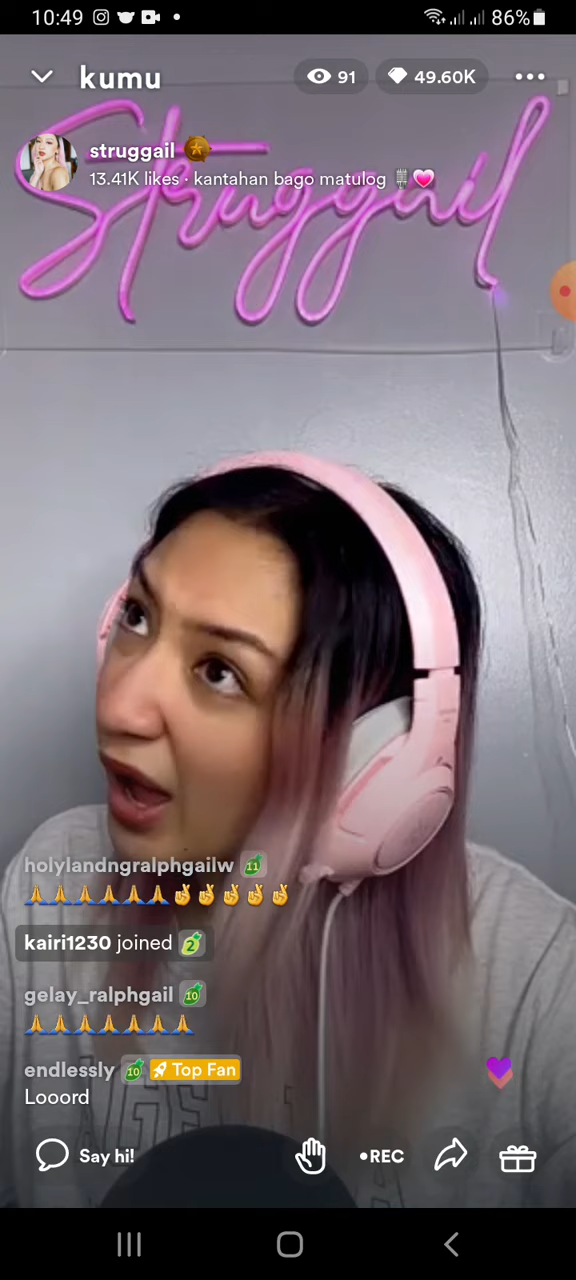 10:49
86%
kumu
91
49.60K
struggail
13.41K likes · kantahan bago matulog
Struggail
holylandngralphgailw 11
kairi1230 joined 2
gelay_ralphgail 10
endlessly 10 Top Fan
Looord
Say hi!
•REC